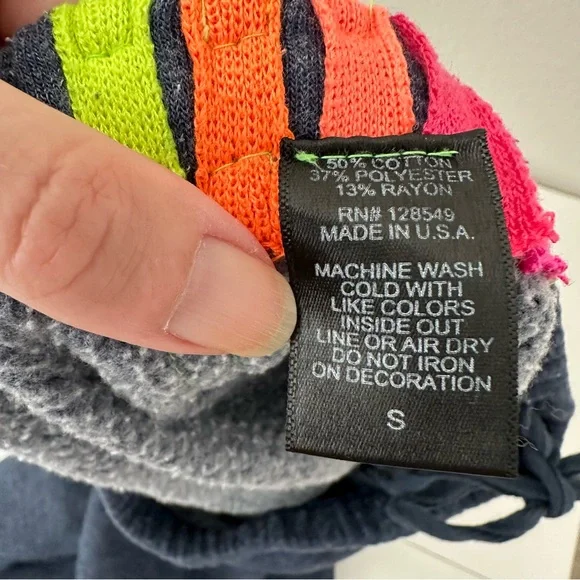 50% COTTON
37% POLYESTER
13% RAYON
RN# 128549
MADE IN U.S.A.
MACHINE WASH
COLD WITH
LIKE COLORS
INSIDE OUT
LINE OR AIR DRY
DO NOT IRON
ON DECORATION
S